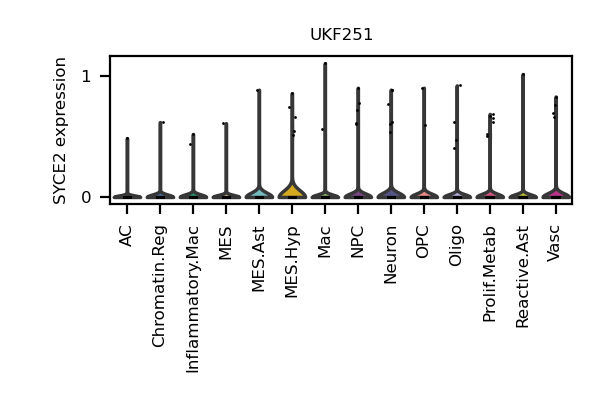 UKF251
SYCE2 expression
1
0
AC
Chromatin.Reg
Inflammatory.Mac
MES
MES.Ast
MES.Hyp
Mac
NPC
Neuron
OPC
Oligo
Prolif.Metab
Reactive.Ast
Vasc